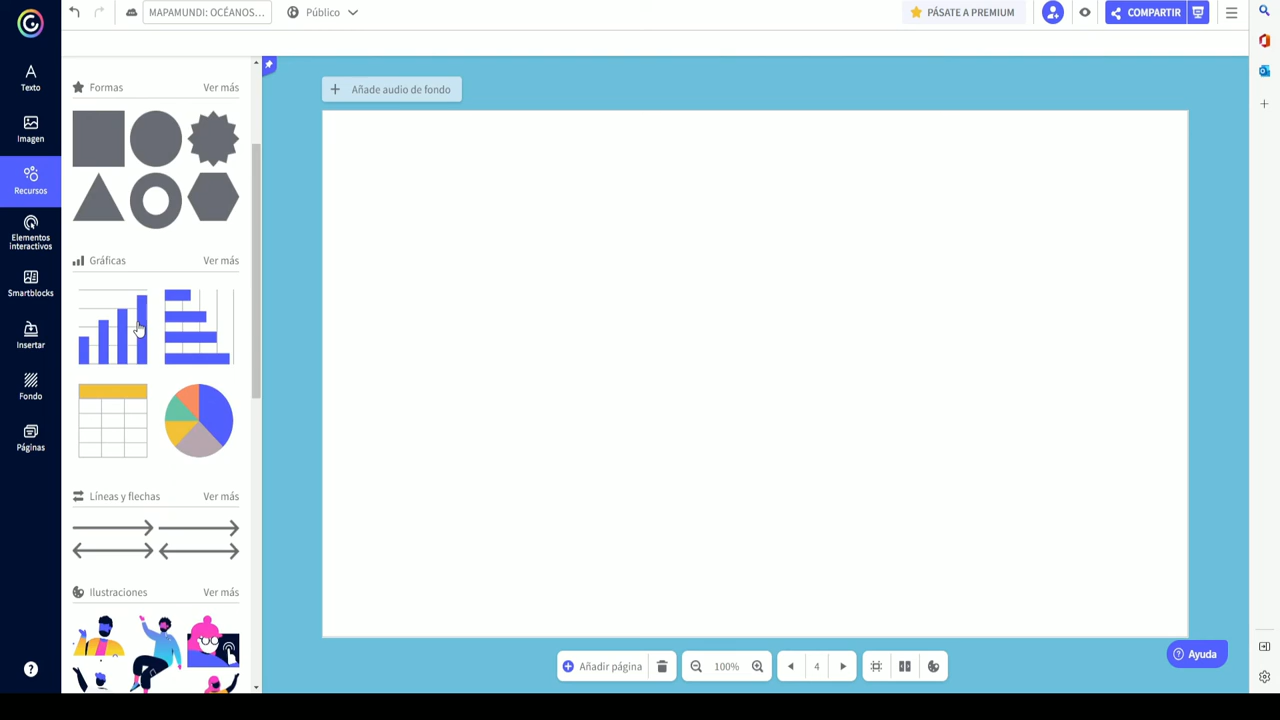 MAPAMUNDI: OCÉANOS...
Público
PÁSATE A PREMIUM
COMPARTIR
Texto
Imagen
Recursos
Elementos
interactivos
Smartblocks
Insertar
Fondo
Páginas
Formas Ver más
Gráficas Ver más
Líneas y flechas Ver más
Ilustraciones Ver más
+ Añade audio de fondo
Añadir página
100%
4
Ayuda